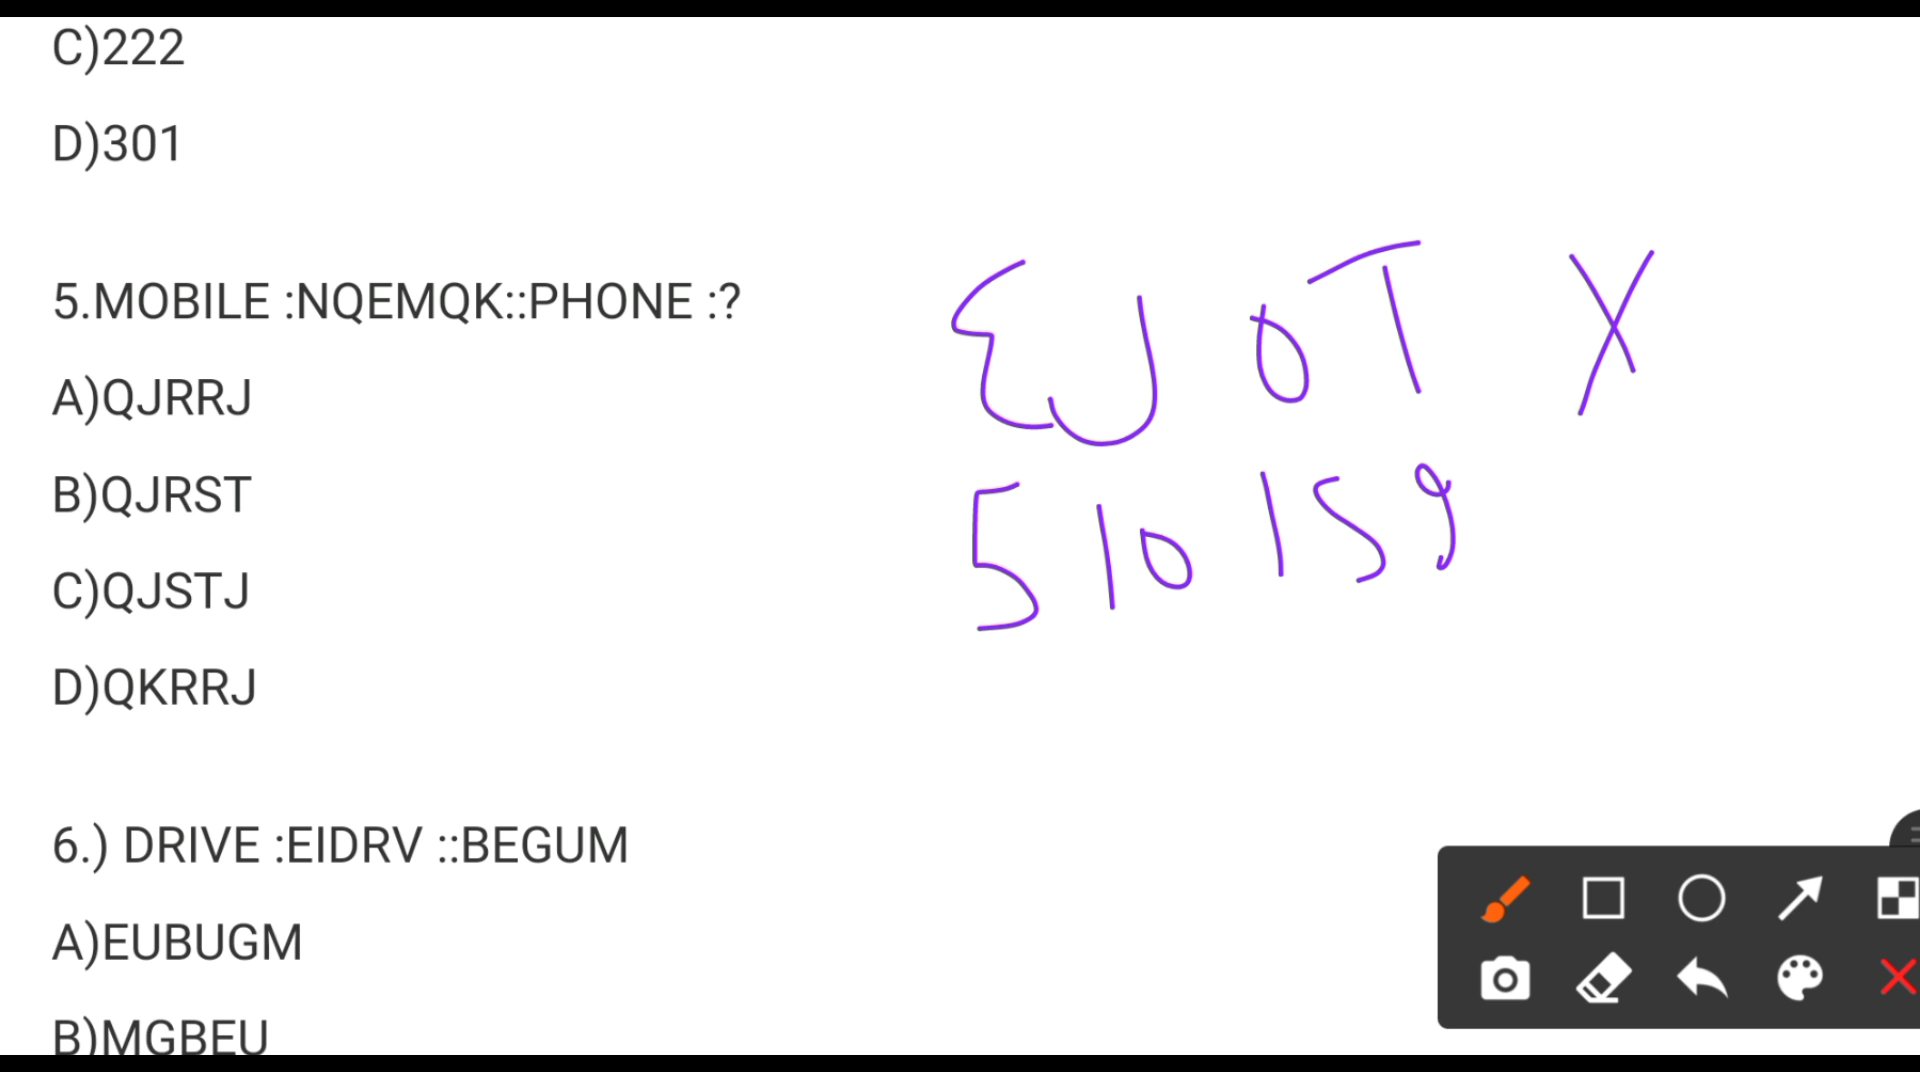 C)222
D)301
5.MOBILE :NQEMQK::PHONE :?
A)QJRRJ
B)QJRST
C)QJSTJ
D)QKRRJ
E J O T X
5 10 15 9
6.) DRIVE :EIDRV ::BEGUM
A)EUBUGM
B)MGBEU